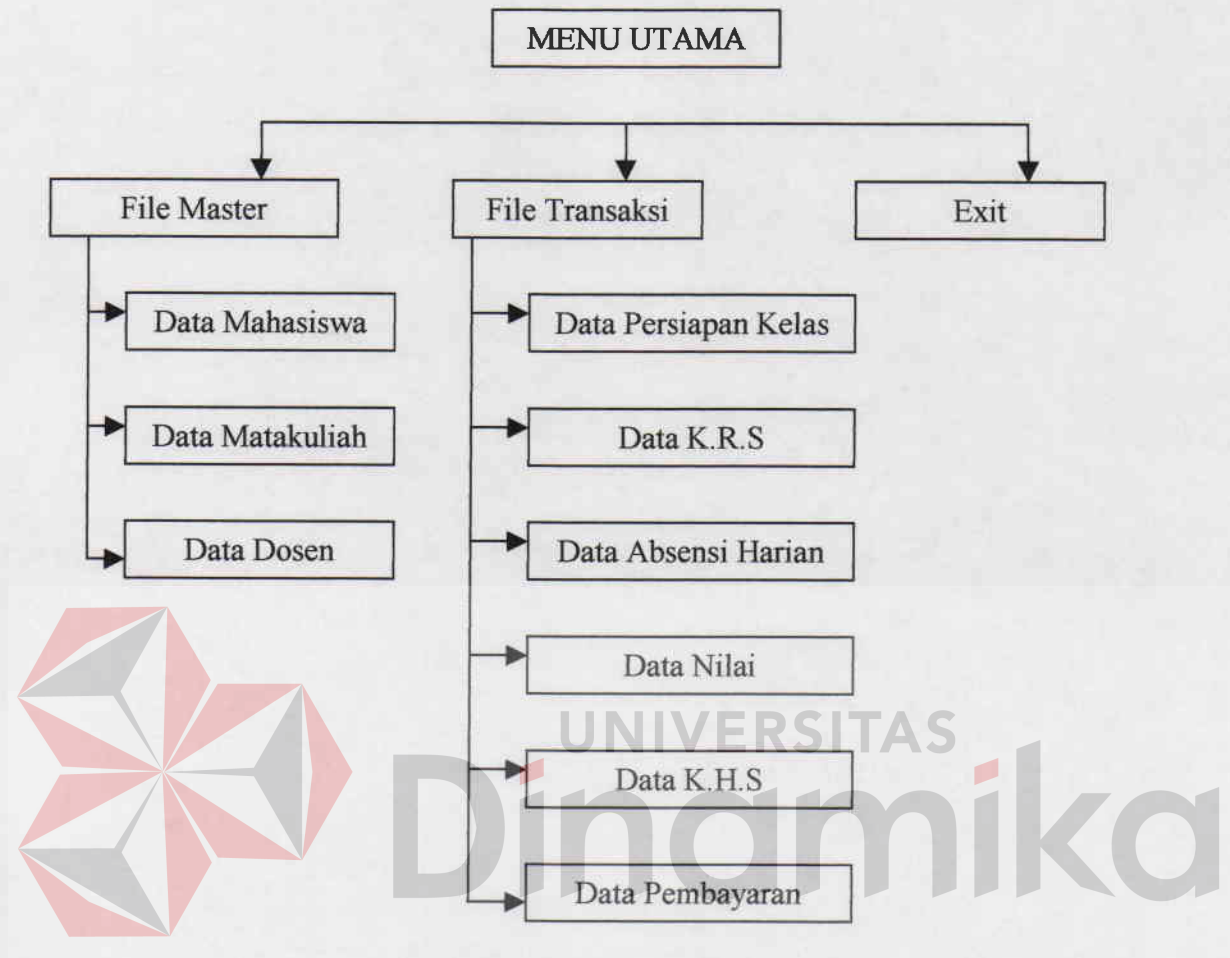 MENU UTAMA
File Master
File Transaksi
Exit
Data Mahasiswa
Data Matakuliah
Data Dosen
Data Persiapan Kelas
Data K.R.S
Data Absensi Harian
Data Nilai
Data K.H.S
Data Pembayaran
UNIVERSITAS
Dinamika